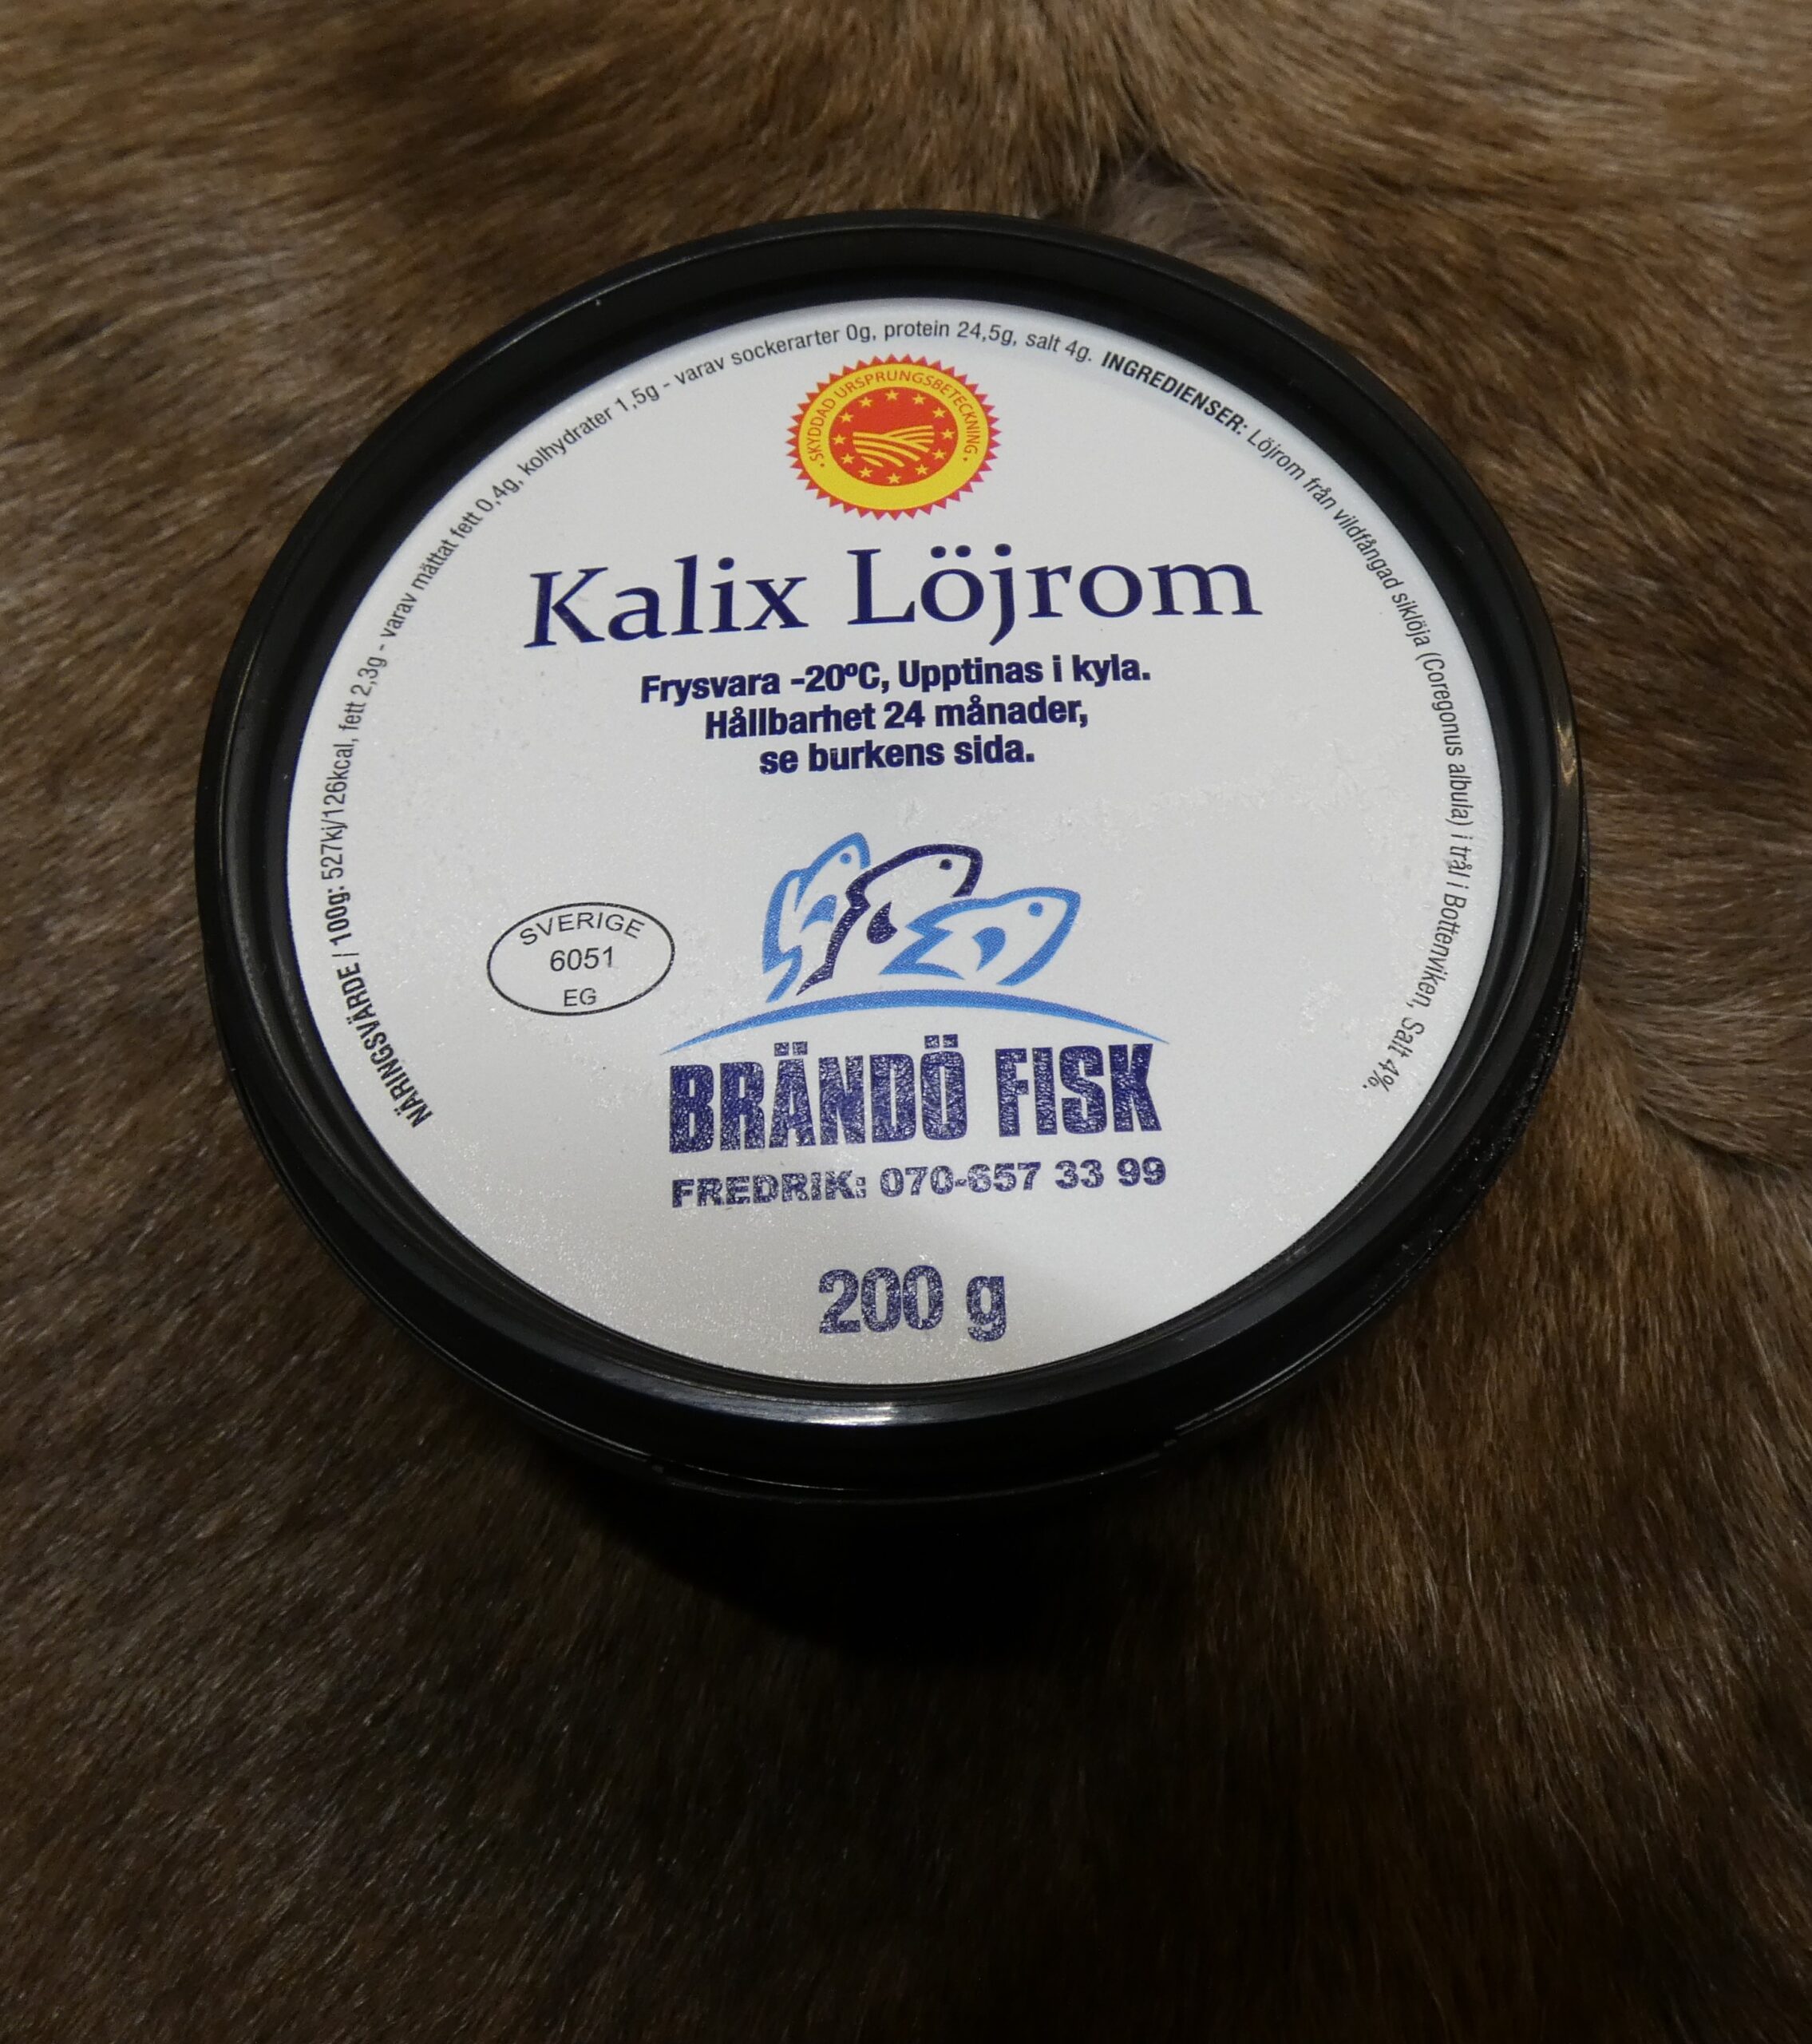 NÄRINGSVÄRDE | 100g: 527kj/126kcal, fett 2,3g - varav mättat fett 0,4g, kolhydrater 1,5g - varav sockerarter 0g, protein 24,5g, salt 4g. INGREDIENSER: Löjrom från vildfångad siklöja (Coregonus albula) i trål i Bottenviken, Salt 4%.
• SKYDDAD URSPRUNGSBETECKNING •
Kalix Löjrom
Frysvara -20ºC, Upptinas i kyla.
Hållbarhet 24 månader,
se burkens sida.
SVERIGE
6051
EG
BRÄNDÖ FISK
FREDRIK: 070-657 33 99
200 g